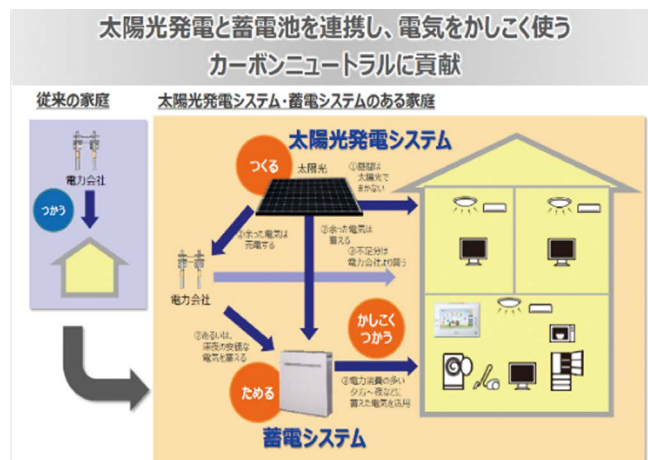 太陽光発電と蓄電池を連携し、電気をかしこく使う
カーボンニュートラルに貢献
従来の家庭
太陽光発電システム・蓄電システムのある家庭
電力会社
つかう
太陽光発電システム
つくる
太陽光
①昼間は
太陽光で
まかない
②余った電気は
売電する
②余った電気は
蓄える
③不足分は
電力会社より買う
電力会社
②あるいは、
深夜の安価な
電気を蓄える
かしこく
つかう
ためる
③電力消費の多い
夕方～夜などに
蓄えた電気を活用
蓄電システム